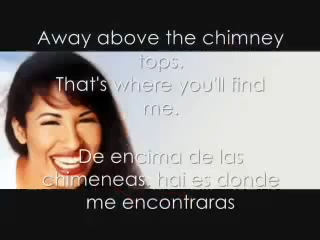 Away above the chimney
tops.
That's where you'll find
me.
De encima de las
chimeneas, hai es donde
me encontraras